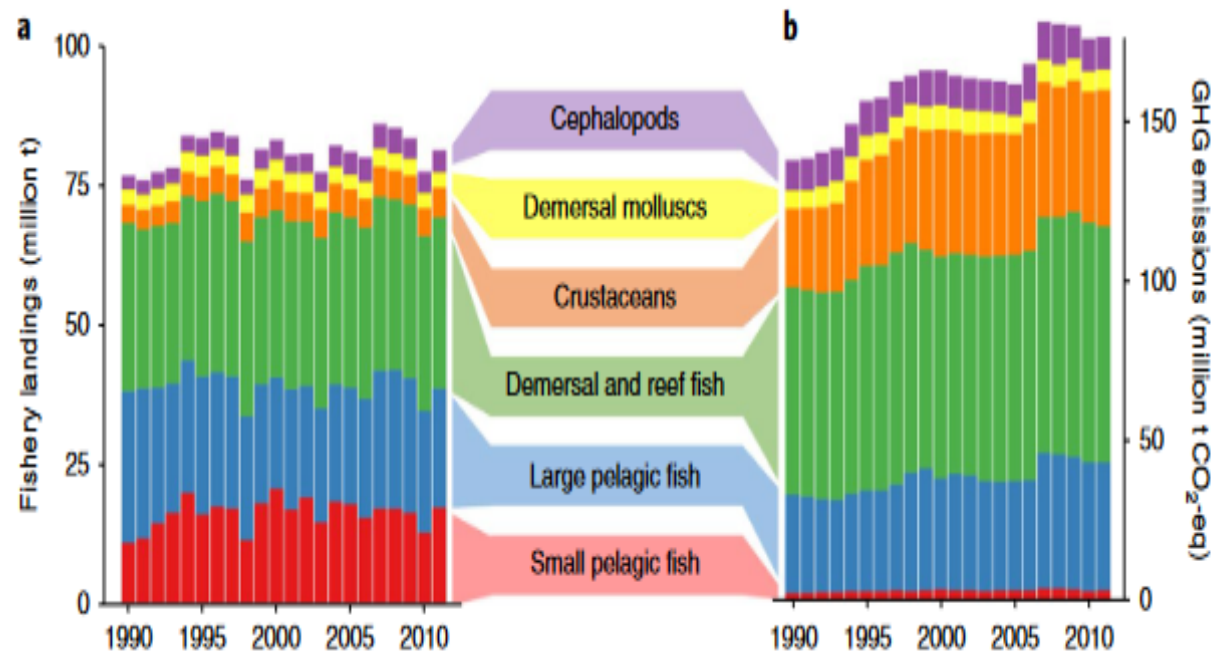 a
b
Fishery landings (million t)
100
75
50
25
0
1990
1995
2000
2005
2010
Cephalopods
Demersal molluscs
Crustaceans
Demersal and reef fish
Large pelagic fish
Small pelagic fish
1990
1995
2000
2005
2010
150
100
50
0
GHG emissions (million t CO₂-eq)